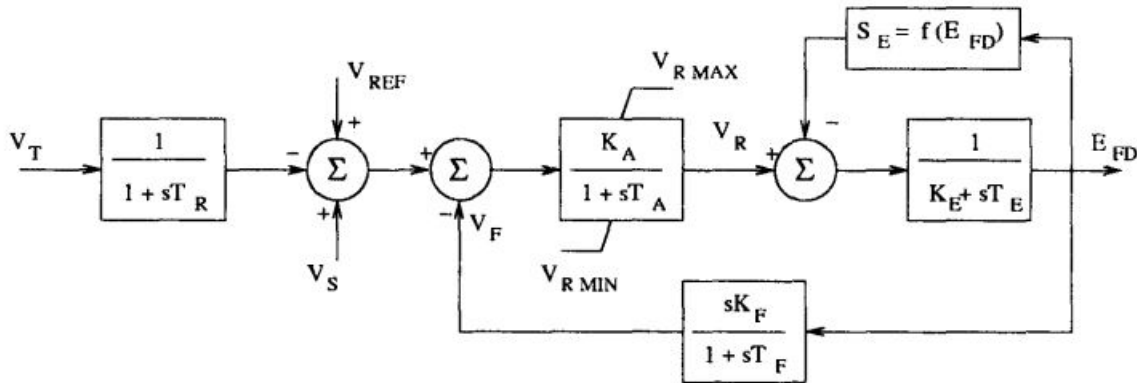 S_E = f(E_FD)
V_R MAX
V_REF
V_T
1
1 + sT_R
−
+
Σ
+
V_S
+
Σ
−
V_F
K_A
1 + sT_A
V_R MIN
V_R
+
−
Σ
1
K_E + sT_E
E_FD
sK_F
1 + sT_F